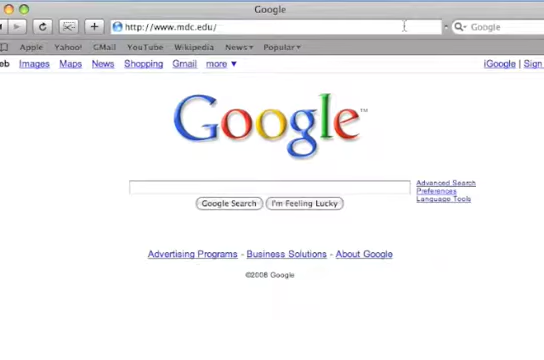 Google
http://www.mdc.edu/
Google
Apple Yahoo! GMail YouTube Wikipedia News▼ Popular▼
eb Images Maps News Shopping Gmail more ▼
iGoogle | Sign
Google™
Advanced Search
Preferences
Language Tools
Google Search I'm Feeling Lucky
Advertising Programs - Business Solutions - About Google
©2008 Google